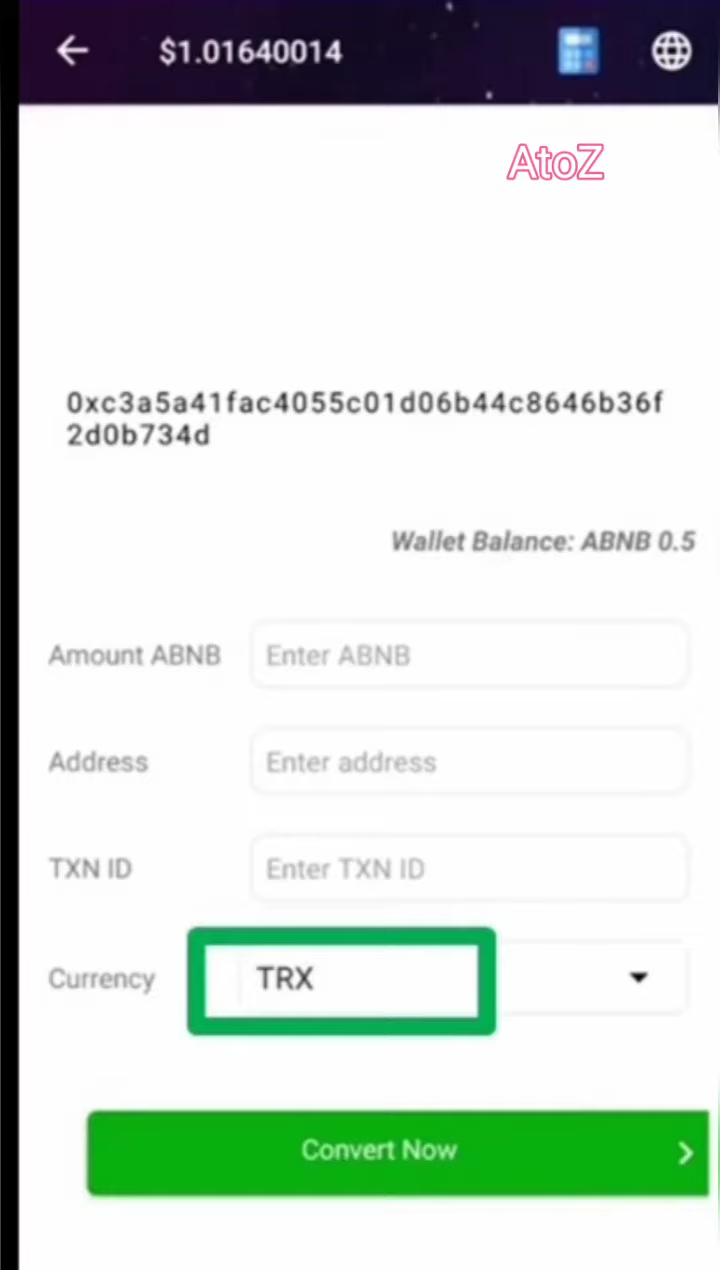 $1.01640014
AtoZ
0xc3a5a41fac4055c01d06b44c8646b36f
2d0b734d
Wallet Balance: ABNB 0.5
Amount ABNB Enter ABNB
Address Enter address
TXN ID Enter TXN ID
Currency TRX
Convert Now